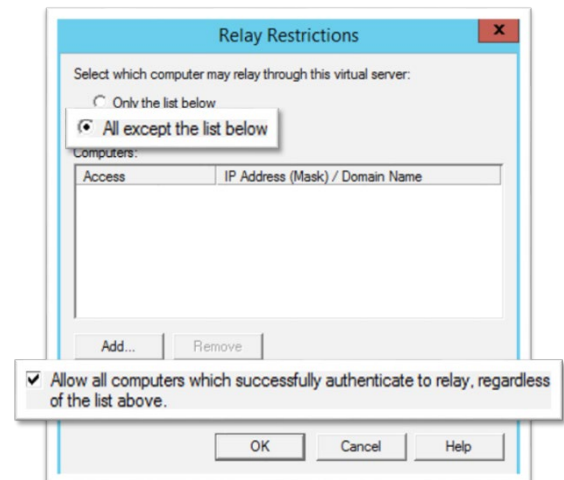 Relay Restrictions
x
Select which computer may relay through this virtual server:
Only the list below
All except the list below
Computers:
Access IP Address (Mask) / Domain Name
Add... Remove
Allow all computers which successfully authenticate to relay, regardless
of the list above.
OK Cancel Help